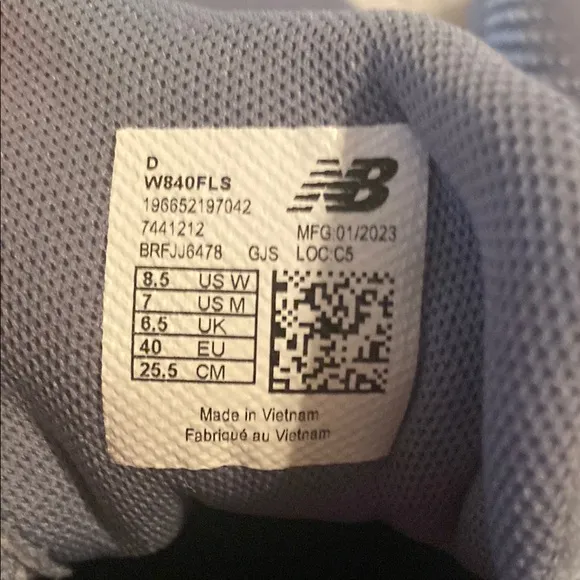 D
W840FLS
NB
196652197042
7441212 MFG:01/2023
BRFJJ6478 GJS LOC:C5
8.5 US W
7 US M
6.5 UK
40 EU
25.5 CM
Made in Vietnam
Fabriqué au Vietnam